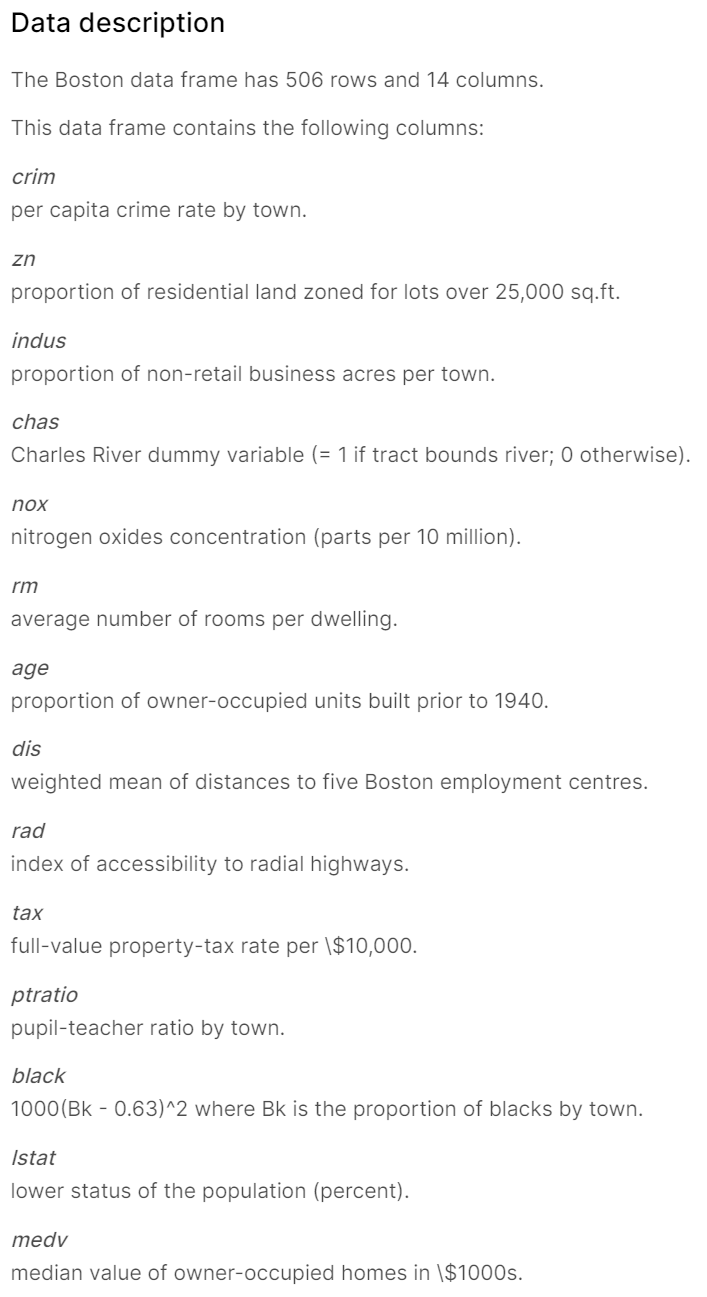 Data description
The Boston data frame has 506 rows and 14 columns.
This data frame contains the following columns:
crim
per capita crime rate by town.
zn
proportion of residential land zoned for lots over 25,000 sq.ft.
indus
proportion of non-retail business acres per town.
chas
Charles River dummy variable (= 1 if tract bounds river; 0 otherwise).
nox
nitrogen oxides concentration (parts per 10 million).
rm
average number of rooms per dwelling.
age
proportion of owner-occupied units built prior to 1940.
dis
weighted mean of distances to five Boston employment centres.
rad
index of accessibility to radial highways.
tax
full-value property-tax rate per \$10,000.
ptratio
pupil-teacher ratio by town.
black
1000(Bk - 0.63)^2 where Bk is the proportion of blacks by town.
lstat
lower status of the population (percent).
medv
median value of owner-occupied homes in \$1000s.